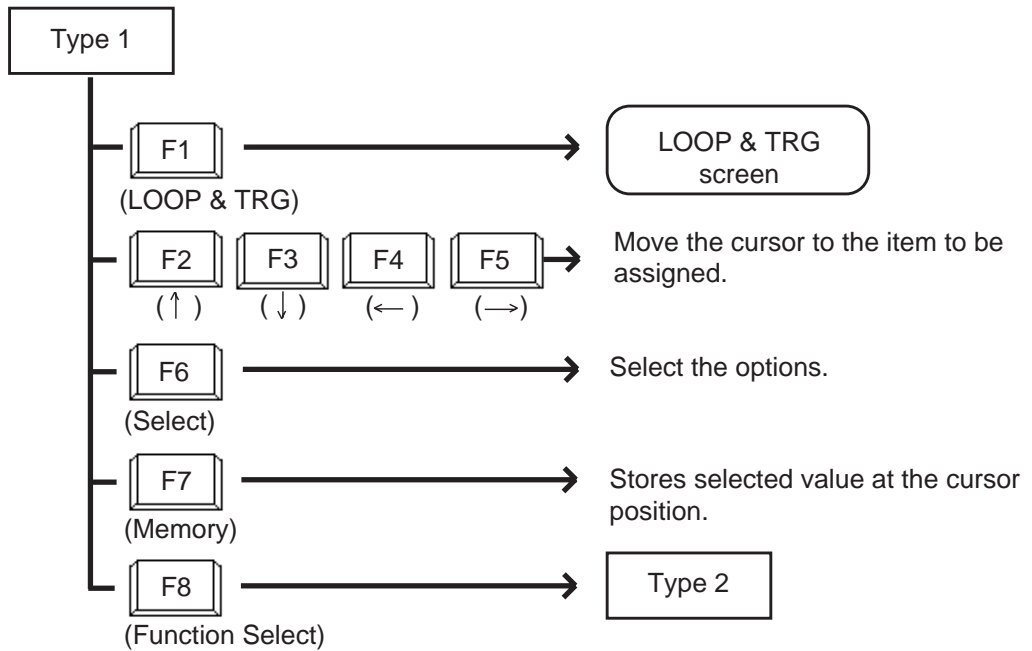 Type 1
F1
(LOOP & TRG)
LOOP & TRG
screen
F2 F3 F4 F5
(↑) (↓) (←) (→)
Move the cursor to the item to be
assigned.
F6
(Select)
Select the options.
F7
(Memory)
Stores selected value at the cursor
position.
F8
(Function Select)
Type 2